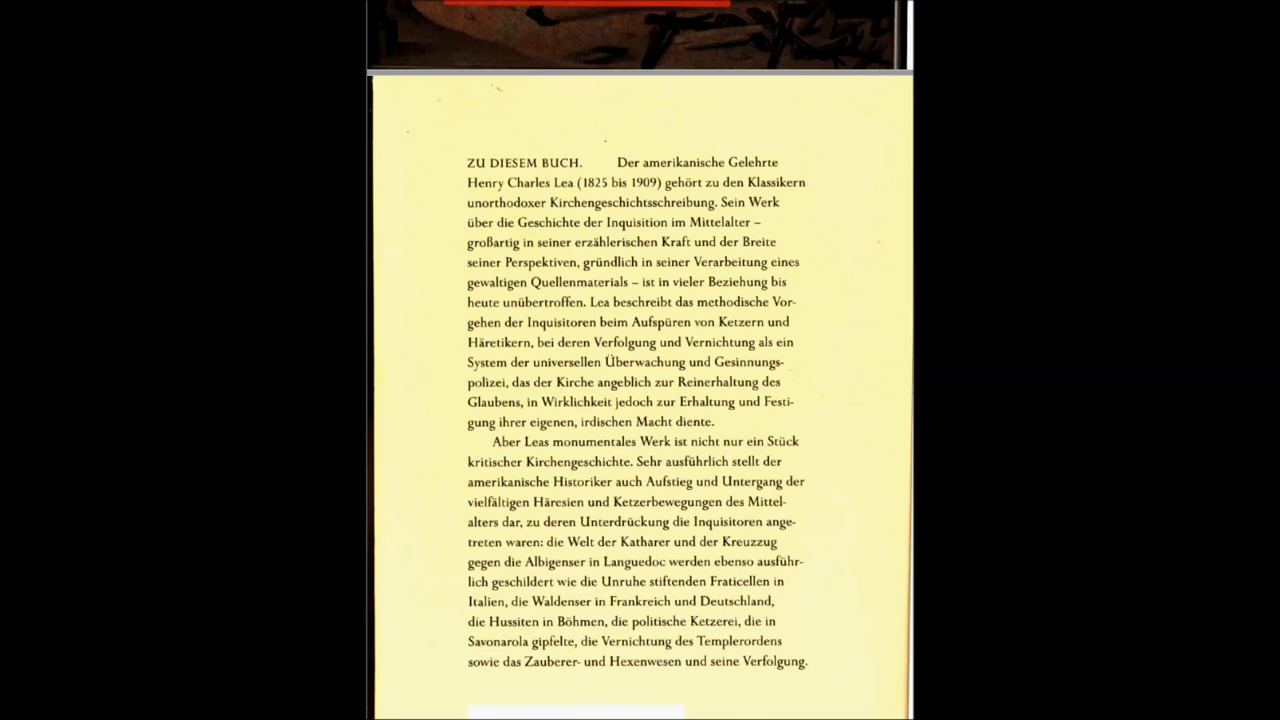 ZU DIESEM BUCH. Der amerikanische Gelehrte
Henry Charles Lea (1825 bis 1909) gehört zu den Klassikern
unorthodoxer Kirchengeschichtsschreibung. Sein Werk
über die Geschichte der Inquisition im Mittelalter –
großartig in seiner erzählerischen Kraft und der Breite
seiner Perspektiven, gründlich in seiner Verarbeitung eines
gewaltigen Quellenmaterials – ist in vieler Beziehung bis
heute unübertroffen. Lea beschreibt das methodische Vor-
gehen der Inquisitoren beim Aufspüren von Ketzern und
Häretikern, bei deren Verfolgung und Vernichtung als ein
System der universellen Überwachung und Gesinnungs-
polizei, das der Kirche angeblich zur Reinerhaltung des
Glaubens, in Wirklichkeit jedoch zur Erhaltung und Festi-
gung ihrer eigenen, irdischen Macht diente.
Aber Leas monumentales Werk ist nicht nur ein Stück
kritischer Kirchengeschichte. Sehr ausführlich stellt der
amerikanische Historiker auch Aufstieg und Untergang der
vielfältigen Häresien und Ketzerbewegungen des Mittel-
alters dar, zu deren Unterdrückung die Inquisitoren ange-
treten waren: die Welt der Katharer und der Kreuzzug
gegen die Albigenser in Languedoc werden ebenso ausführ-
lich geschildert wie die Unruhe stiftenden Fraticellen in
Italien, die Waldenser in Frankreich und Deutschland,
die Hussiten in Böhmen, die politische Ketzerei, die in
Savonarola gipfelte, die Vernichtung des Templerordens
sowie das Zauberer- und Hexenwesen und seine Verfolgung.